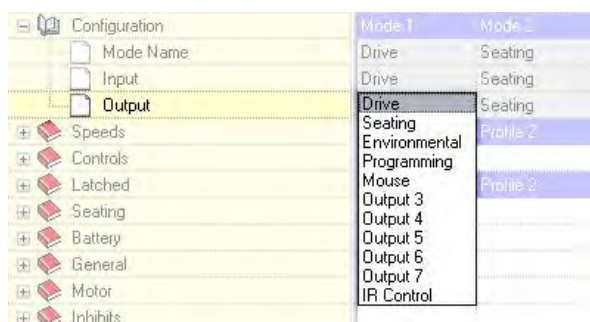 Configuration Mode 1 Mode 2
Mode Name Drive Seating
Input Drive Seating
Output Drive Seating
Speeds Seating Profile 2
Environmental
Controls Programming
Latched Mouse Profile 2
Output 3
Seating Output 4
Battery Output 5
Output 6
General Output 7
Motor IR Control
Inhibits